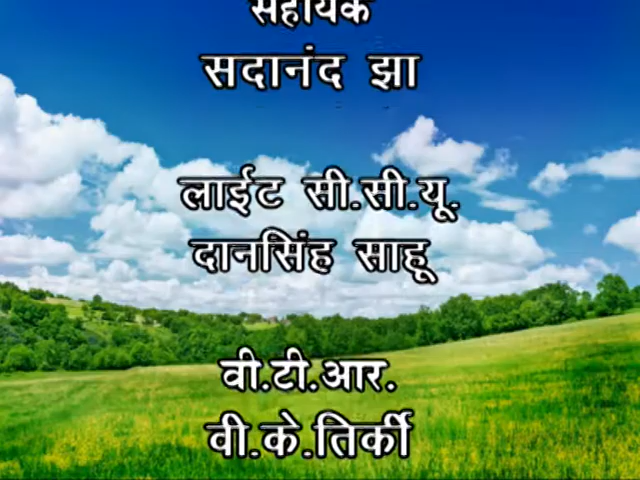 सहायक
सदानंद झा
लाईट सी.सी.यू.
दानसिंह साहू
वी.टी.आर.
वी.के.तिर्की